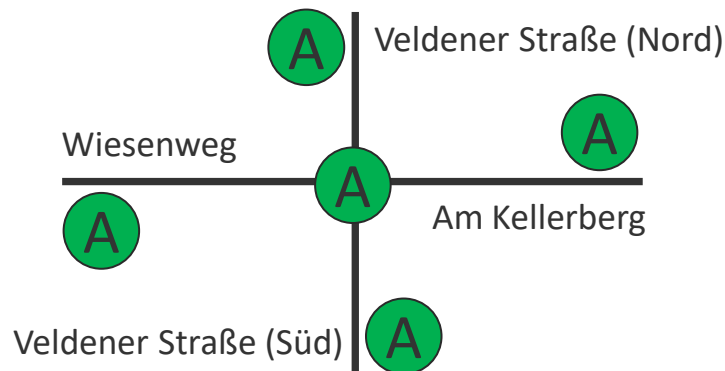 A
Veldener Straße (Nord)
A
Wiesenweg
A
A
Am Kellerberg
Veldener Straße (Süd)
A